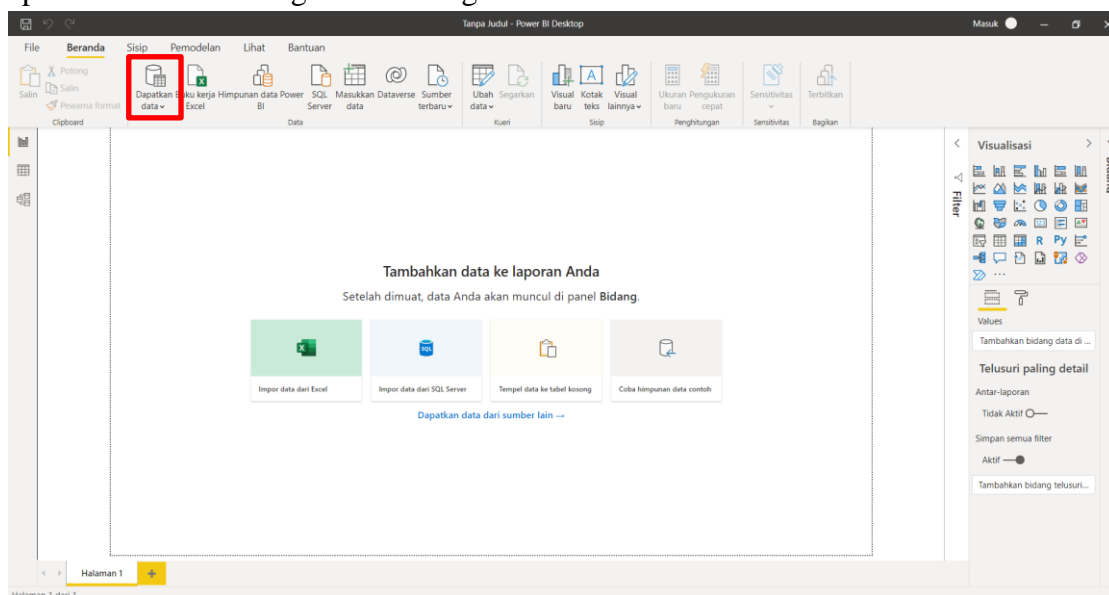 Tanpa Judul - Power BI Desktop
Masuk
File Beranda Sisip Pemodelan Lihat Bantuan
Salin
Potong
Salin
Pewarna format
Clipboard
Dapatkan data
Buku kerja Excel
Himpunan data Power BI
SQL Server
Masukkan data
Dataverse
Sumber terbaru
Data
Ubah data
Segarkan
Kueri
Visual baru
Kotak teks
Visual lainnya
Sisip
Ukuran baru
Pengukuran cepat
Penghitungan
Sensitivitas
Sensitivitas
Terbitkan
Bagikan
Filter
Visualisasi
R Py
Values
Tambahkan bidang data di ...
Telusuri paling detail
Antar-laporan
Tidak Aktif
Simpan semua filter
Aktif
Tambahkan bidang telusuri...
Tambahkan data ke laporan Anda
Setelah dimuat, data Anda akan muncul di panel Bidang.
SQL
Impor data dari Excel
Impor data dari SQL Server
Tempel data ke tabel kosong
Coba himpunan data contoh
Dapatkan data dari sumber lain →
Halaman 1
Halaman 1 dari 1